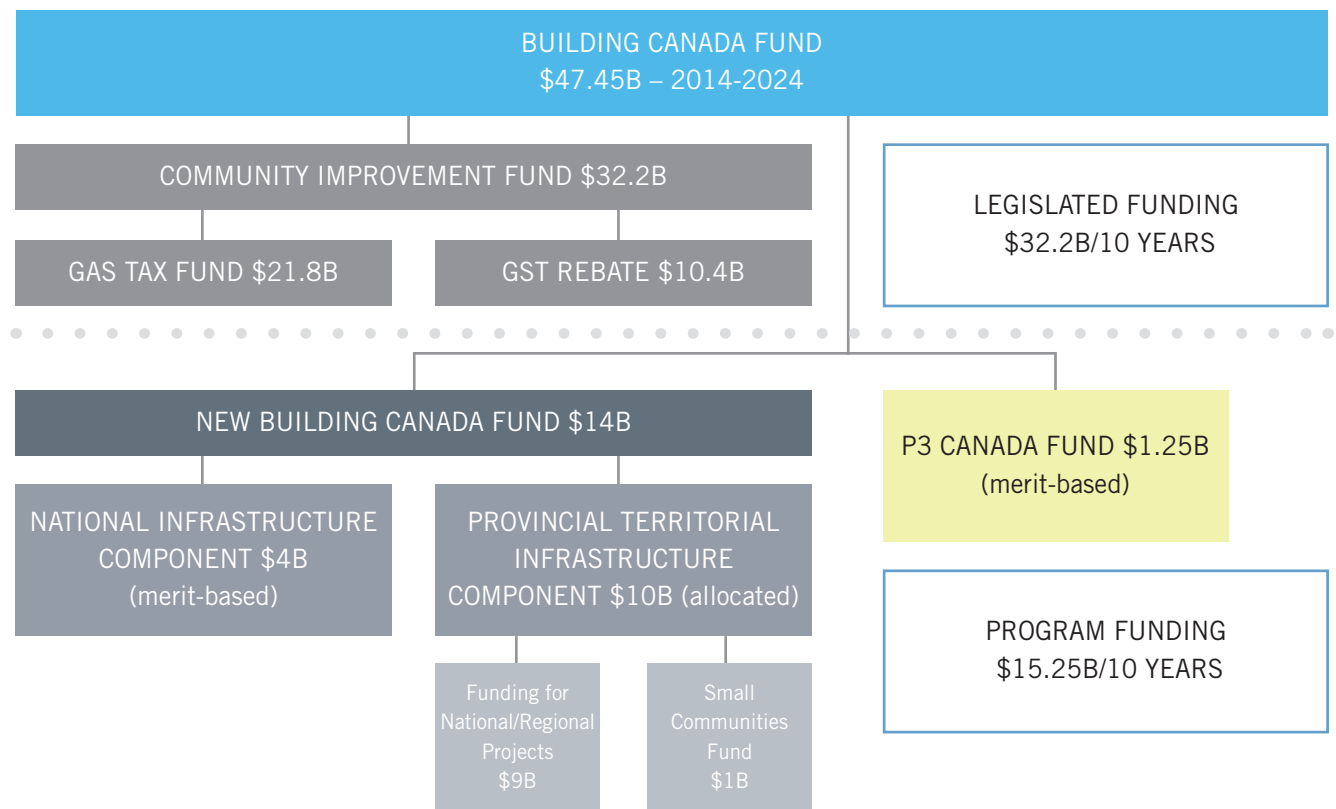 BUILDING CANADA FUND
$47.45B – 2014-2024
COMMUNITY IMPROVEMENT FUND $32.2B
GAS TAX FUND $21.8B
GST REBATE $10.4B
LEGISLATED FUNDING
$32.2B/10 YEARS
NEW BUILDING CANADA FUND $14B
NATIONAL INFRASTRUCTURE
COMPONENT $4B
(merit-based)
PROVINCIAL TERRITORIAL
INFRASTRUCTURE
COMPONENT $10B (allocated)
Funding for
National/Regional
Projects
$9B
Small
Communities
Fund
$1B
P3 CANADA FUND $1.25B
(merit-based)
PROGRAM FUNDING
$15.25B/10 YEARS